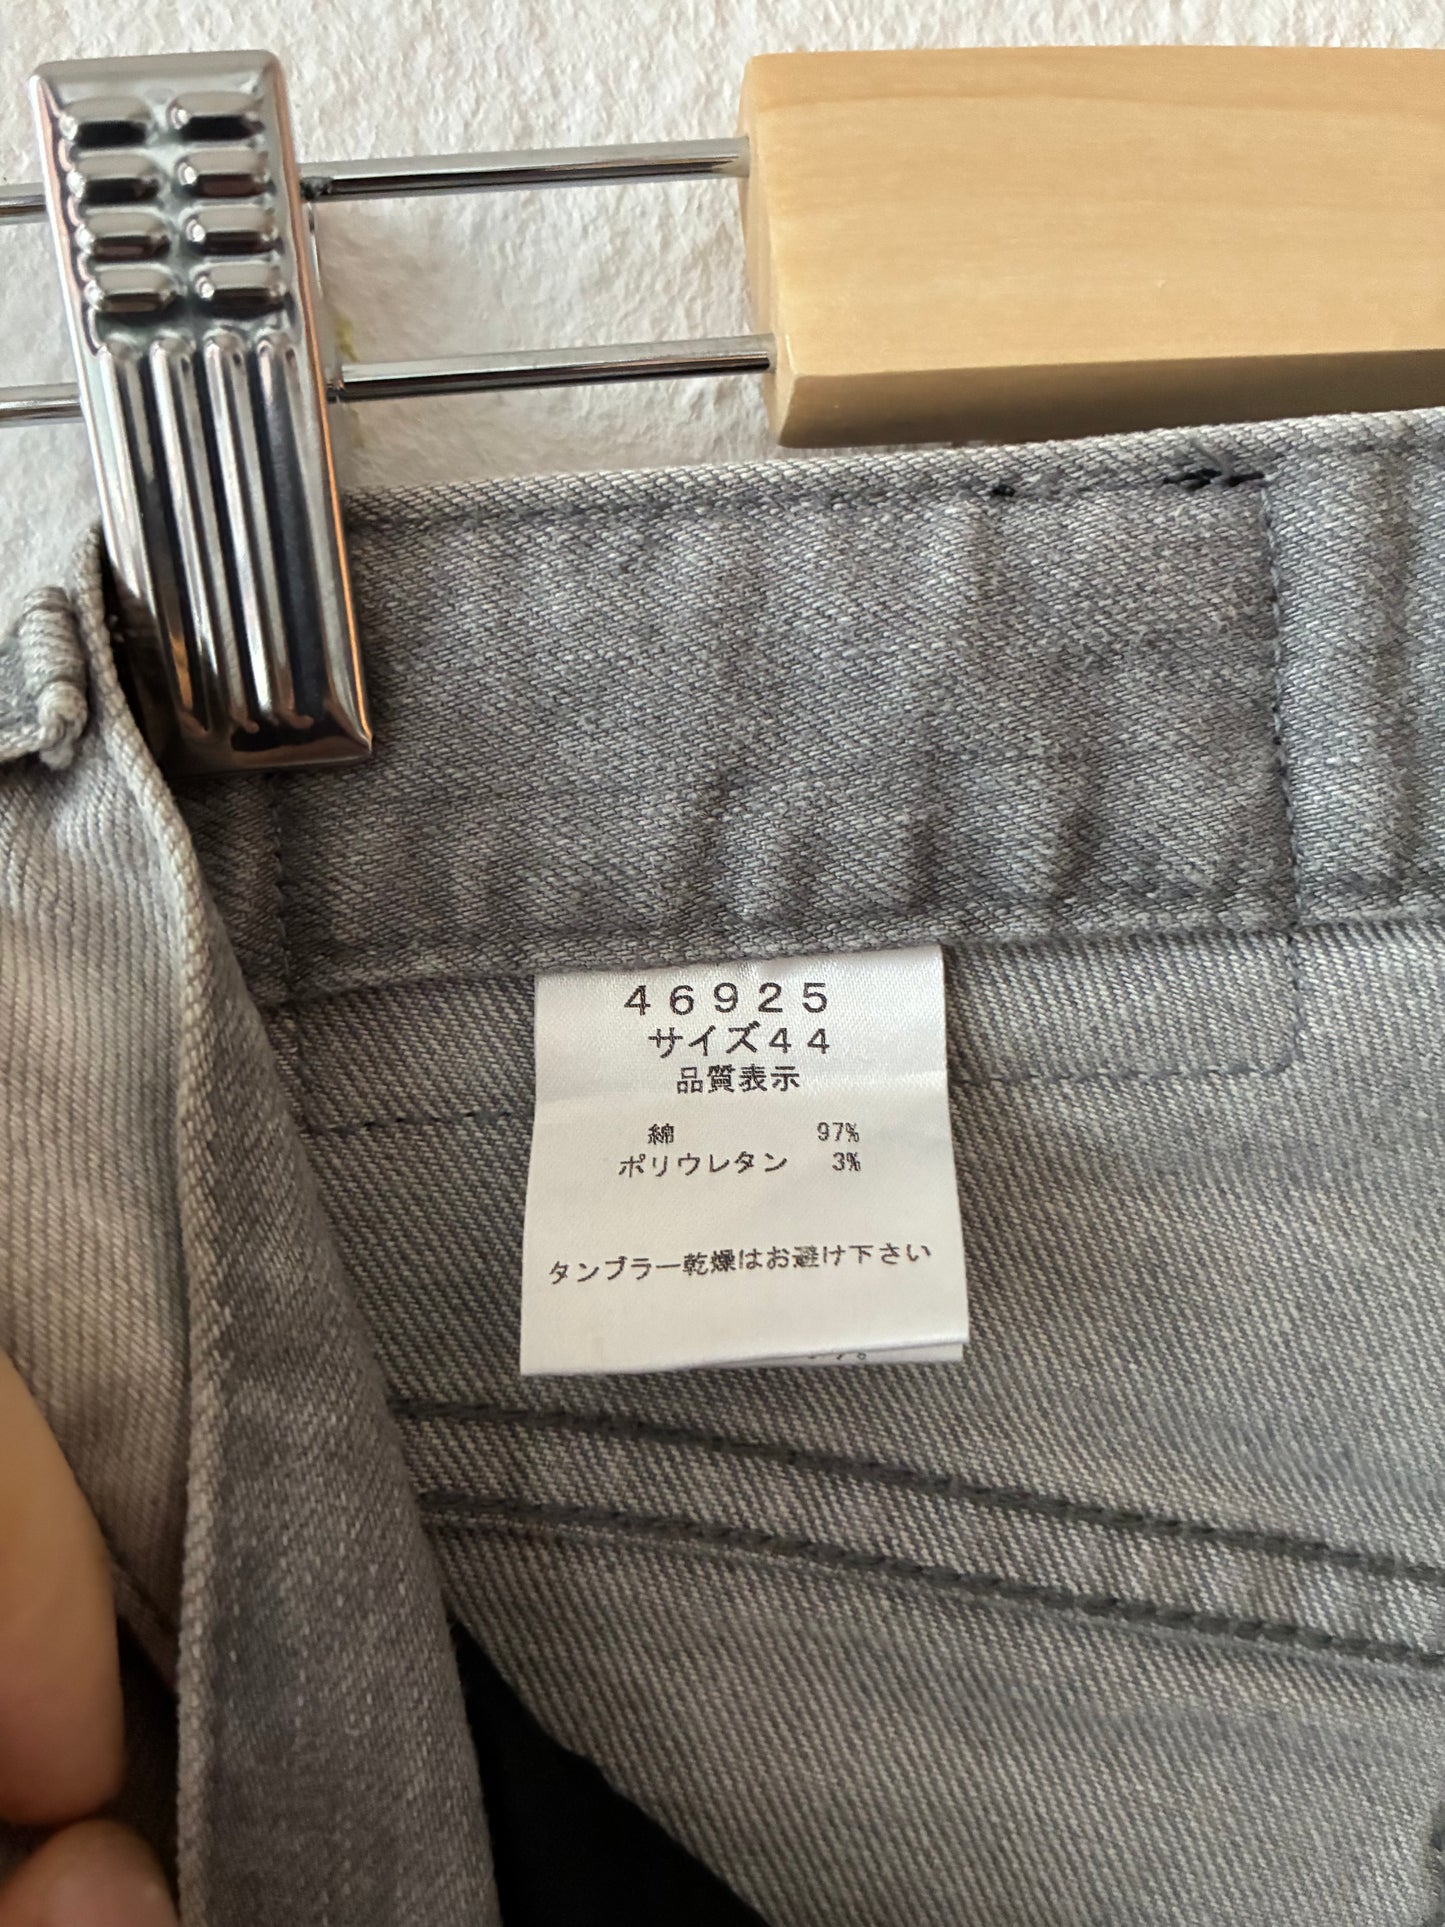 ４６９２５
サイズ４４
品質表示
綿 97%
ポリウレタン 3%
タンブラー乾燥はお避け下さい